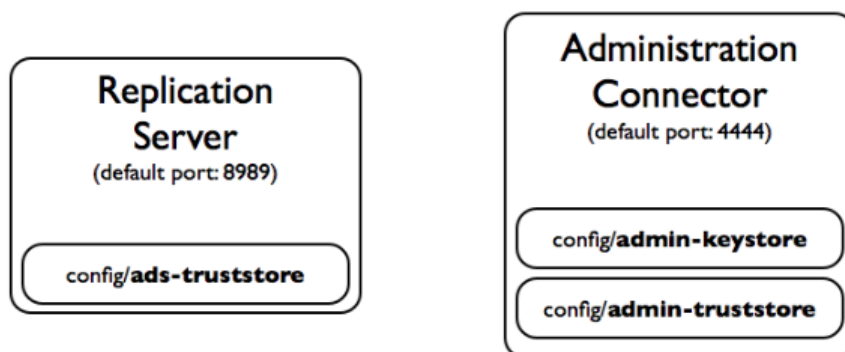 Replication
Server
(default port: 8989)
config/ads-truststore
Administration
Connector
(default port: 4444)
config/admin-keystore
config/admin-truststore